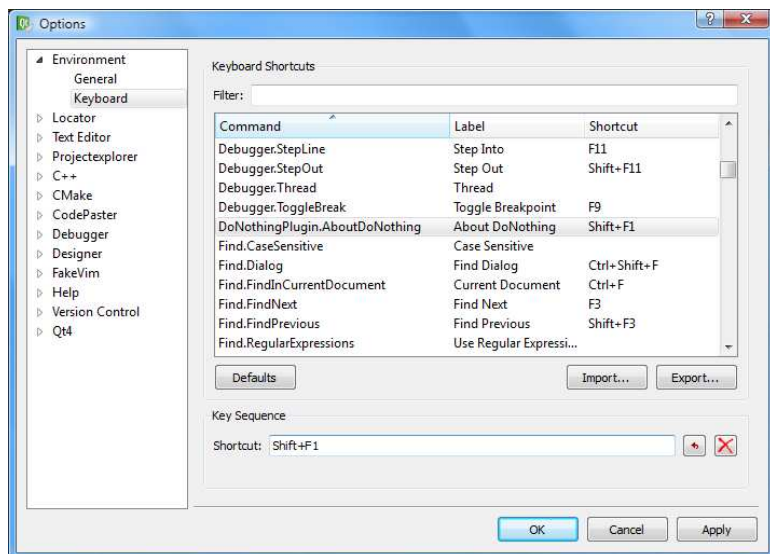 Options
Environment
General
Keyboard
Locator
Text Editor
Projectexplorer
C++
CMake
CodePaster
Debugger
Designer
FakeVim
Help
Version Control
Qt4
Keyboard Shortcuts
Filter:
Command Label Shortcut
Debugger.StepLine Step Into F11
Debugger.StepOut Step Out Shift+F11
Debugger.Thread Thread
Debugger.ToggleBreak Toggle Breakpoint F9
DoNothingPlugin.AboutDoNothing About DoNothing Shift+F1
Find.CaseSensitive Case Sensitive
Find.Dialog Find Dialog Ctrl+Shift+F
Find.FindInCurrentDocument Current Document Ctrl+F
Find.FindNext Find Next F3
Find.FindPrevious Find Previous Shift+F3
Find.RegularExpressions Use Regular Expressi...
Defaults Import... Export...
Key Sequence
Shortcut: Shift+F1
OK Cancel Apply